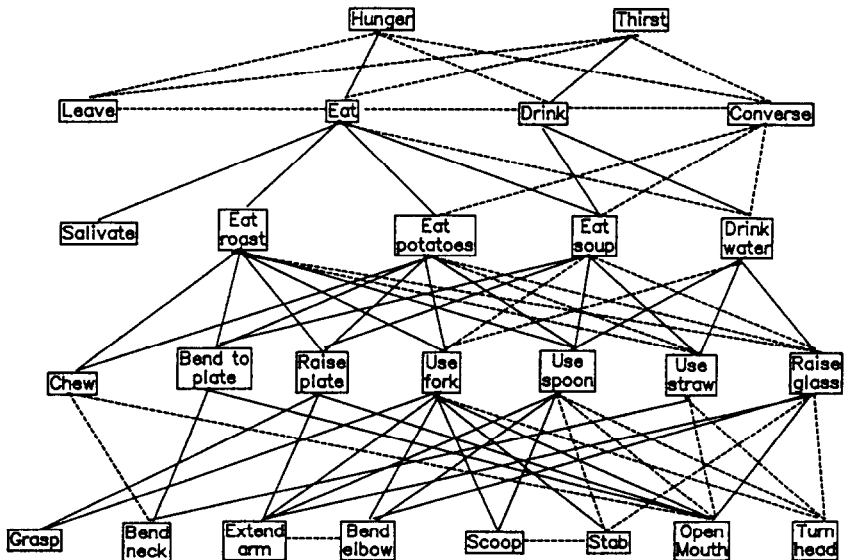 Hunger
Thirst
Leave
Eat
Drink
Converse
Salivate
Eat
roast
Eat
potatoes
Eat
soup
Drink
water
Chew
Bend to
plate
Raise
plate
Use
fork
Use
spoon
Use
straw
Raise
glass
Grasp
Bend
neck
Extend
arm
Bend
elbow
Scoop
Stab
Open
Mouth
Turn
head